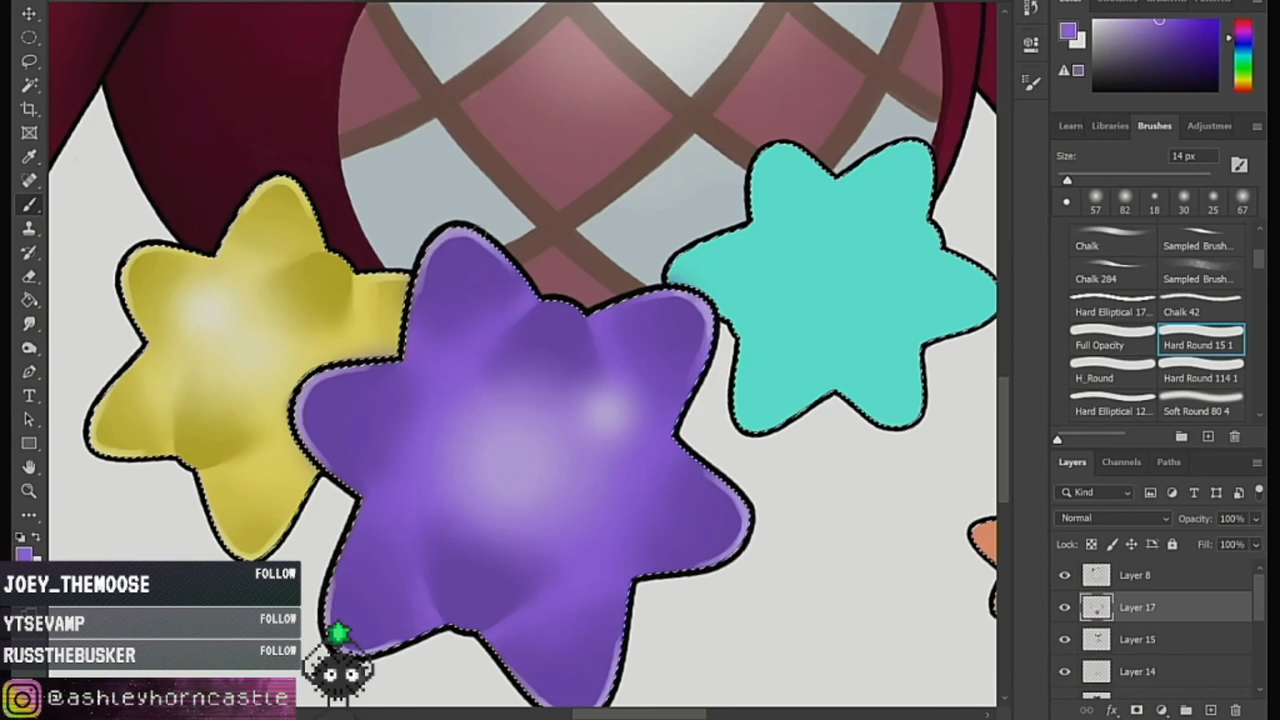 Learn Libraries Brushes Adjustmer
Size: 14 px
57 82 18 30 25 67
Chalk Sampled Brush...
Chalk 284 Sampled Brush...
Hard Elliptical 17... Chalk 42
Full Opacity Hard Round 15 1
H_Round Hard Round 114 1
Hard Elliptical 12... Soft Round 80 4
Layers Channels Paths
Kind
Normal Opacity: 100%
Lock: Fill: 100%
Layer 8
Layer 17
Layer 15
Layer 14
fx
JOEY_THEMOOSE FOLLOW
YTSEVAMP FOLLOW
RUSSTHEBUSKER FOLLOW
@ashleyhorncastle